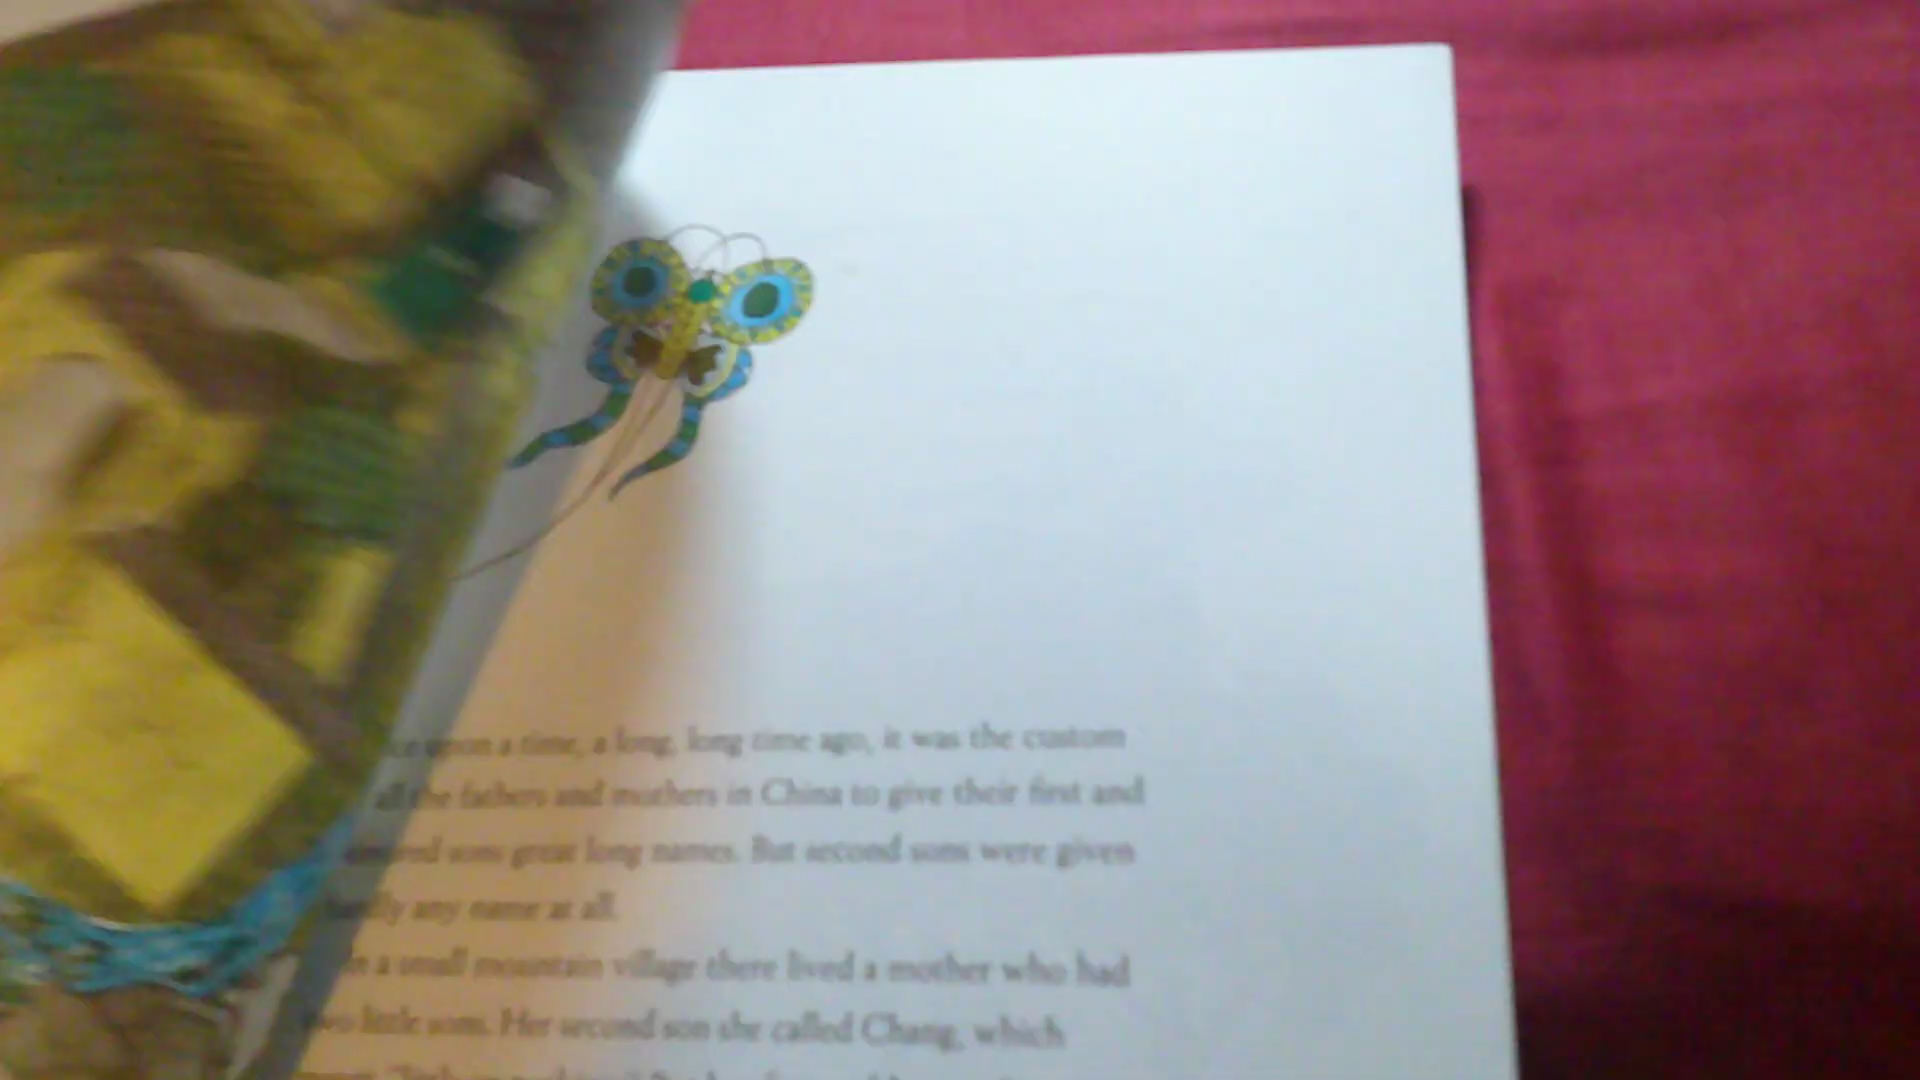 upon a time, a long, long time ago, it was the custom
all the fathers and mothers in China to give their first and
sons great long names. But second sons were given
any name at all.
a small mountain village there lived a mother who had
two little sons. Her second son she called Chang, which